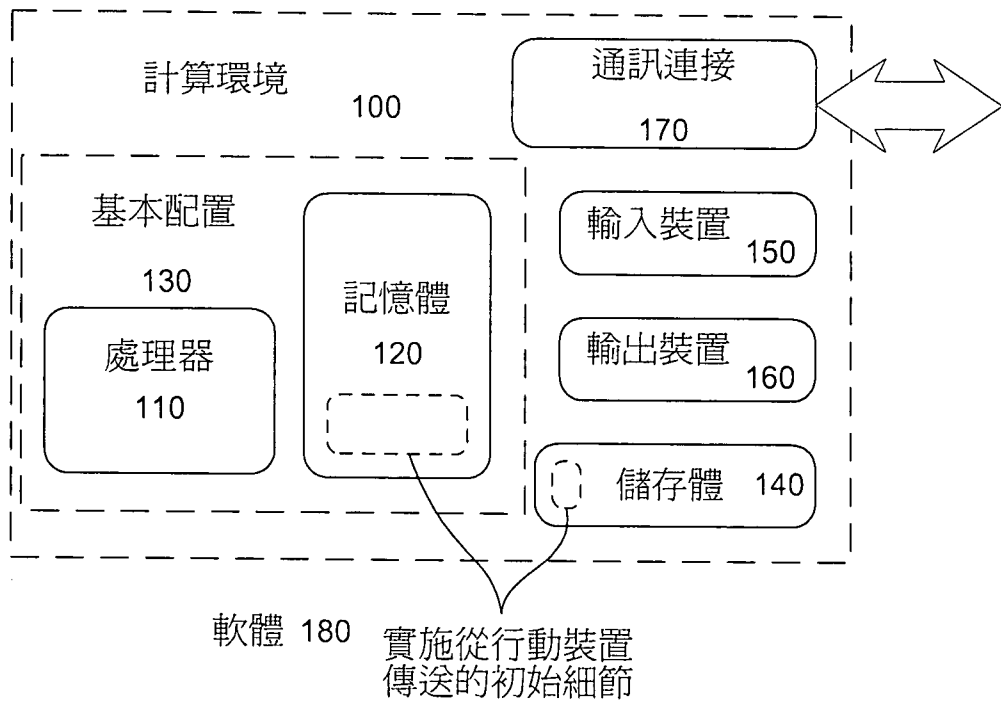 計算環境
100
通訊連接
170
基本配置
130
處理器
110
記憶體
120
輸入裝置
150
輸出裝置
160
儲存體 140
軟體 180
實施從行動裝置
傳送的初始細節